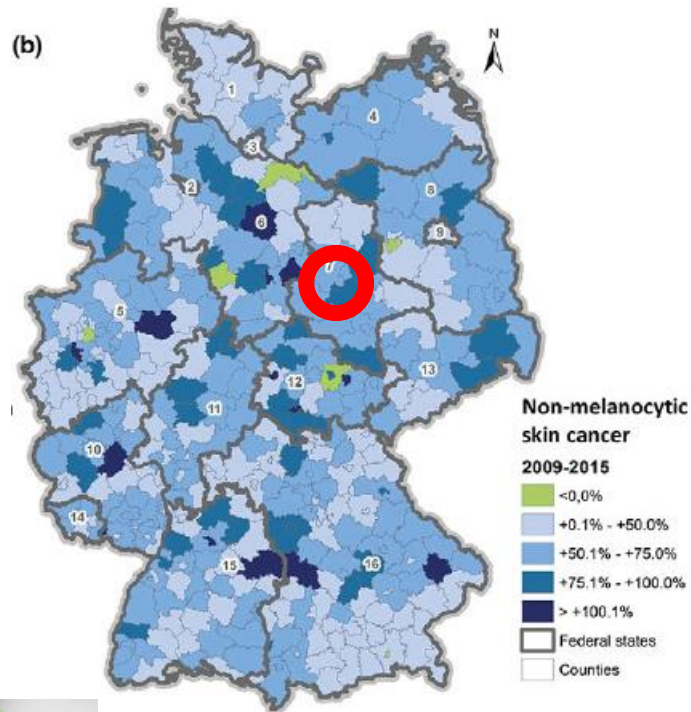 (b)
N
1
4
3
2
8
6
9
7
5
12
13
11
10
14
15
16
Non-melanocytic
skin cancer
2009-2015
<0,0%
+0.1% - +50.0%
+50.1% - +75.0%
+75.1% - +100.0%
> +100.1%
Federal states
Counties